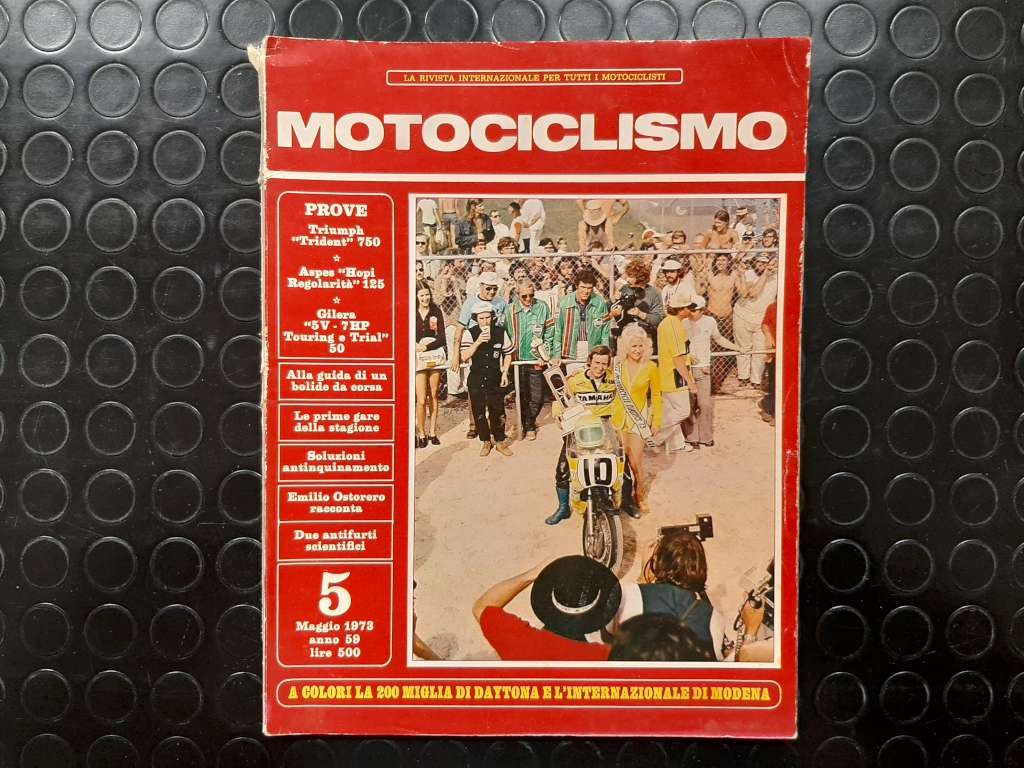 LA RIVISTA INTERNAZIONALE PER TUTTI I MOTOCICLISTI
MOTOCICLISMO
PROVE
Triumph
"Trident" 750
Aspes "Hopi
Regolarità" 125
Gilera
"5V - 7HP
Touring e Trial"
50
Alla guida di un
bolide da corsa
Le prime gare
della stagione
Soluzioni
antinquinamento
Emilio Ostorero
racconta
Due antifurti
scientifici
5
Maggio 1973
anno 59
lire 500
YAMAHA
10
A COLORI LA 200 MIGLIA DI DAYTONA E L'INTERNAZIONALE DI MODENA